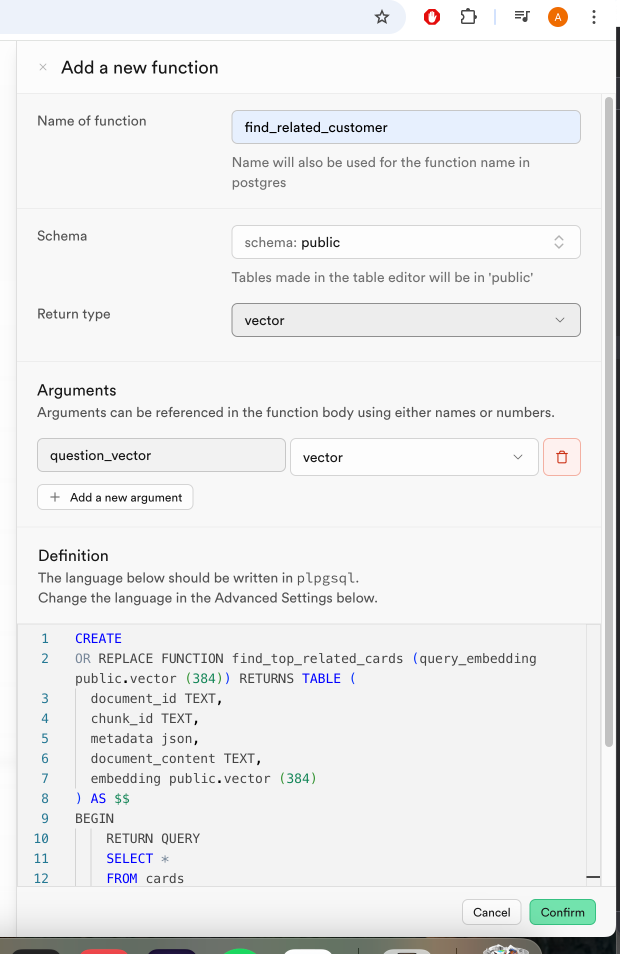 A
× Add a new function
Name of function
find_related_customer
Name will also be used for the function name in
postgres
Schema
schema: public
Tables made in the table editor will be in 'public'
Return type
vector
Arguments
Arguments can be referenced in the function body using either names or numbers.
question_vector
vector
+ Add a new argument
Definition
The language below should be written in plpgsql.
Change the language in the Advanced Settings below.
1 CREATE
2 OR REPLACE FUNCTION find_top_related_cards (query_embedding
public.vector (384)) RETURNS TABLE (
3 document_id TEXT,
4 chunk_id TEXT,
5 metadata json,
6 document_content TEXT,
7 embedding public.vector (384)
8 ) AS $$
9 BEGIN
10 RETURN QUERY
11 SELECT *
12 FROM cards
Cancel
Confirm